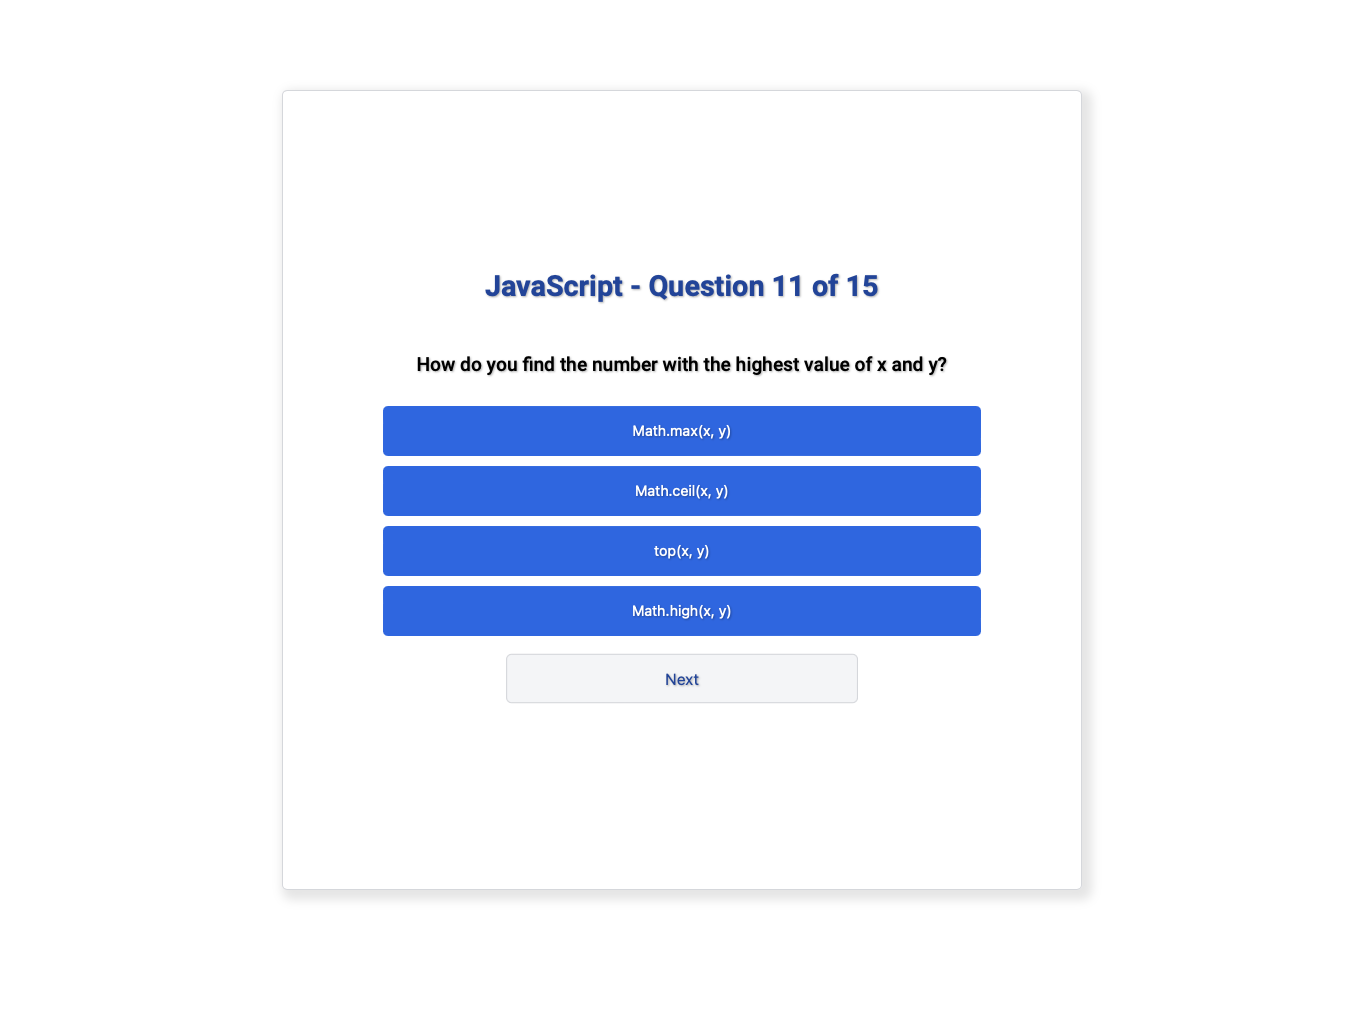 JavaScript - Question 11 of 15
How do you find the number with the highest value of x and y?
Math.max(x, y)
Math.ceil(x, y)
top(x, y)
Math.high(x, y)
Next